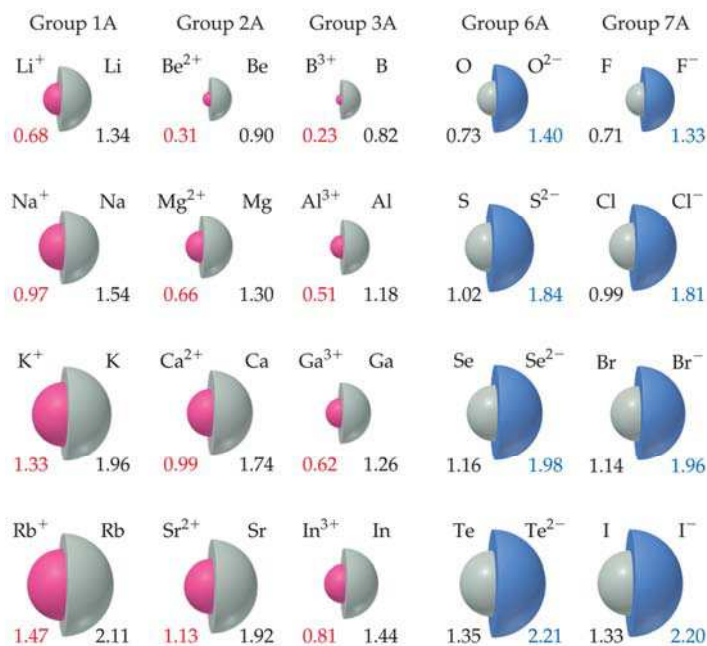 Group 1A Group 2A Group 3A Group 6A Group 7A
Li⁺ Li Be²⁺ Be B³⁺ B O O²⁻ F F⁻
0.68 1.34 0.31 0.90 0.23 0.82 0.73 1.40 0.71 1.33
Na⁺ Na Mg²⁺ Mg Al³⁺ Al S S²⁻ Cl Cl⁻
0.97 1.54 0.66 1.30 0.51 1.18 1.02 1.84 0.99 1.81
K⁺ K Ca²⁺ Ca Ga³⁺ Ga Se Se²⁻ Br Br⁻
1.33 1.96 0.99 1.74 0.62 1.26 1.16 1.98 1.14 1.96
Rb⁺ Rb Sr²⁺ Sr In³⁺ In Te Te²⁻ I I⁻
1.47 2.11 1.13 1.92 0.81 1.44 1.35 2.21 1.33 2.20